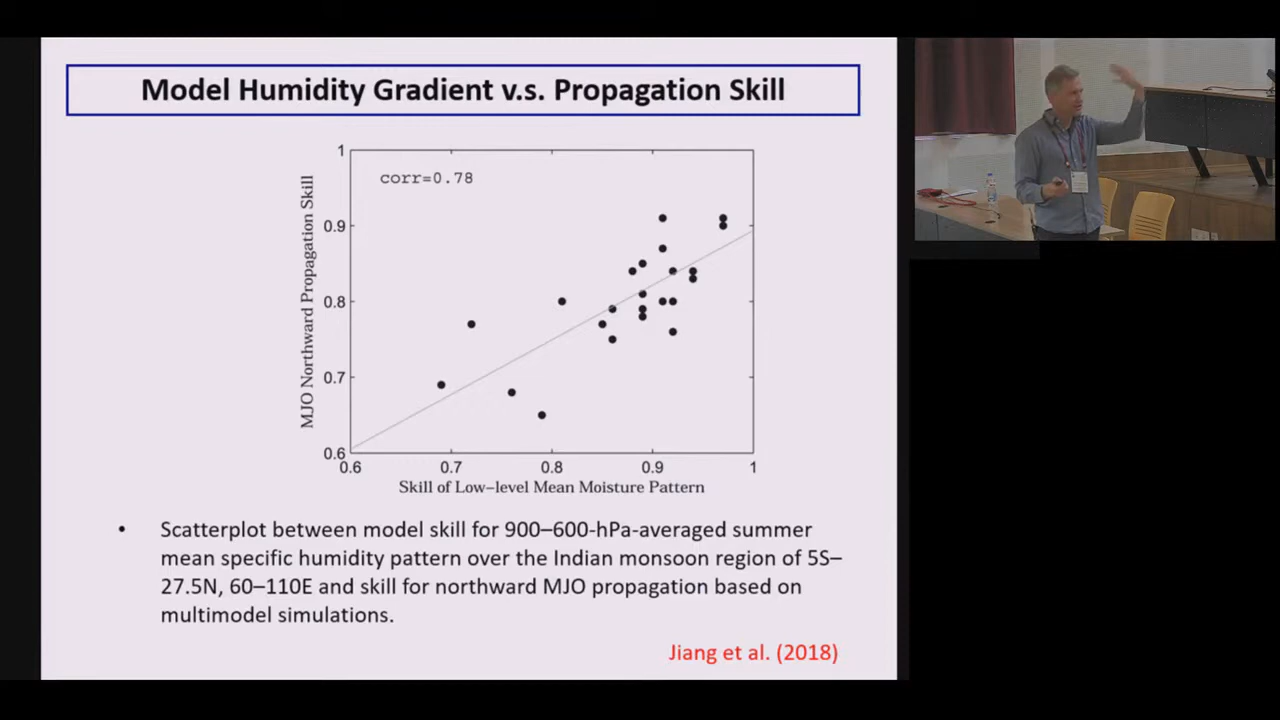 Model Humidity Gradient v.s. Propagation Skill
corr=0.78
MJO Northward Propagation Skill
1
0.9
0.8
0.7
0.6
0.6
0.7
0.8
0.9
1
Skill of Low-level Mean Moisture Pattern
• Scatterplot between model skill for 900–600-hPa-averaged summer
mean specific humidity pattern over the Indian monsoon region of 5S–
27.5N, 60–110E and skill for northward MJO propagation based on
multimodel simulations.
Jiang et al. (2018)